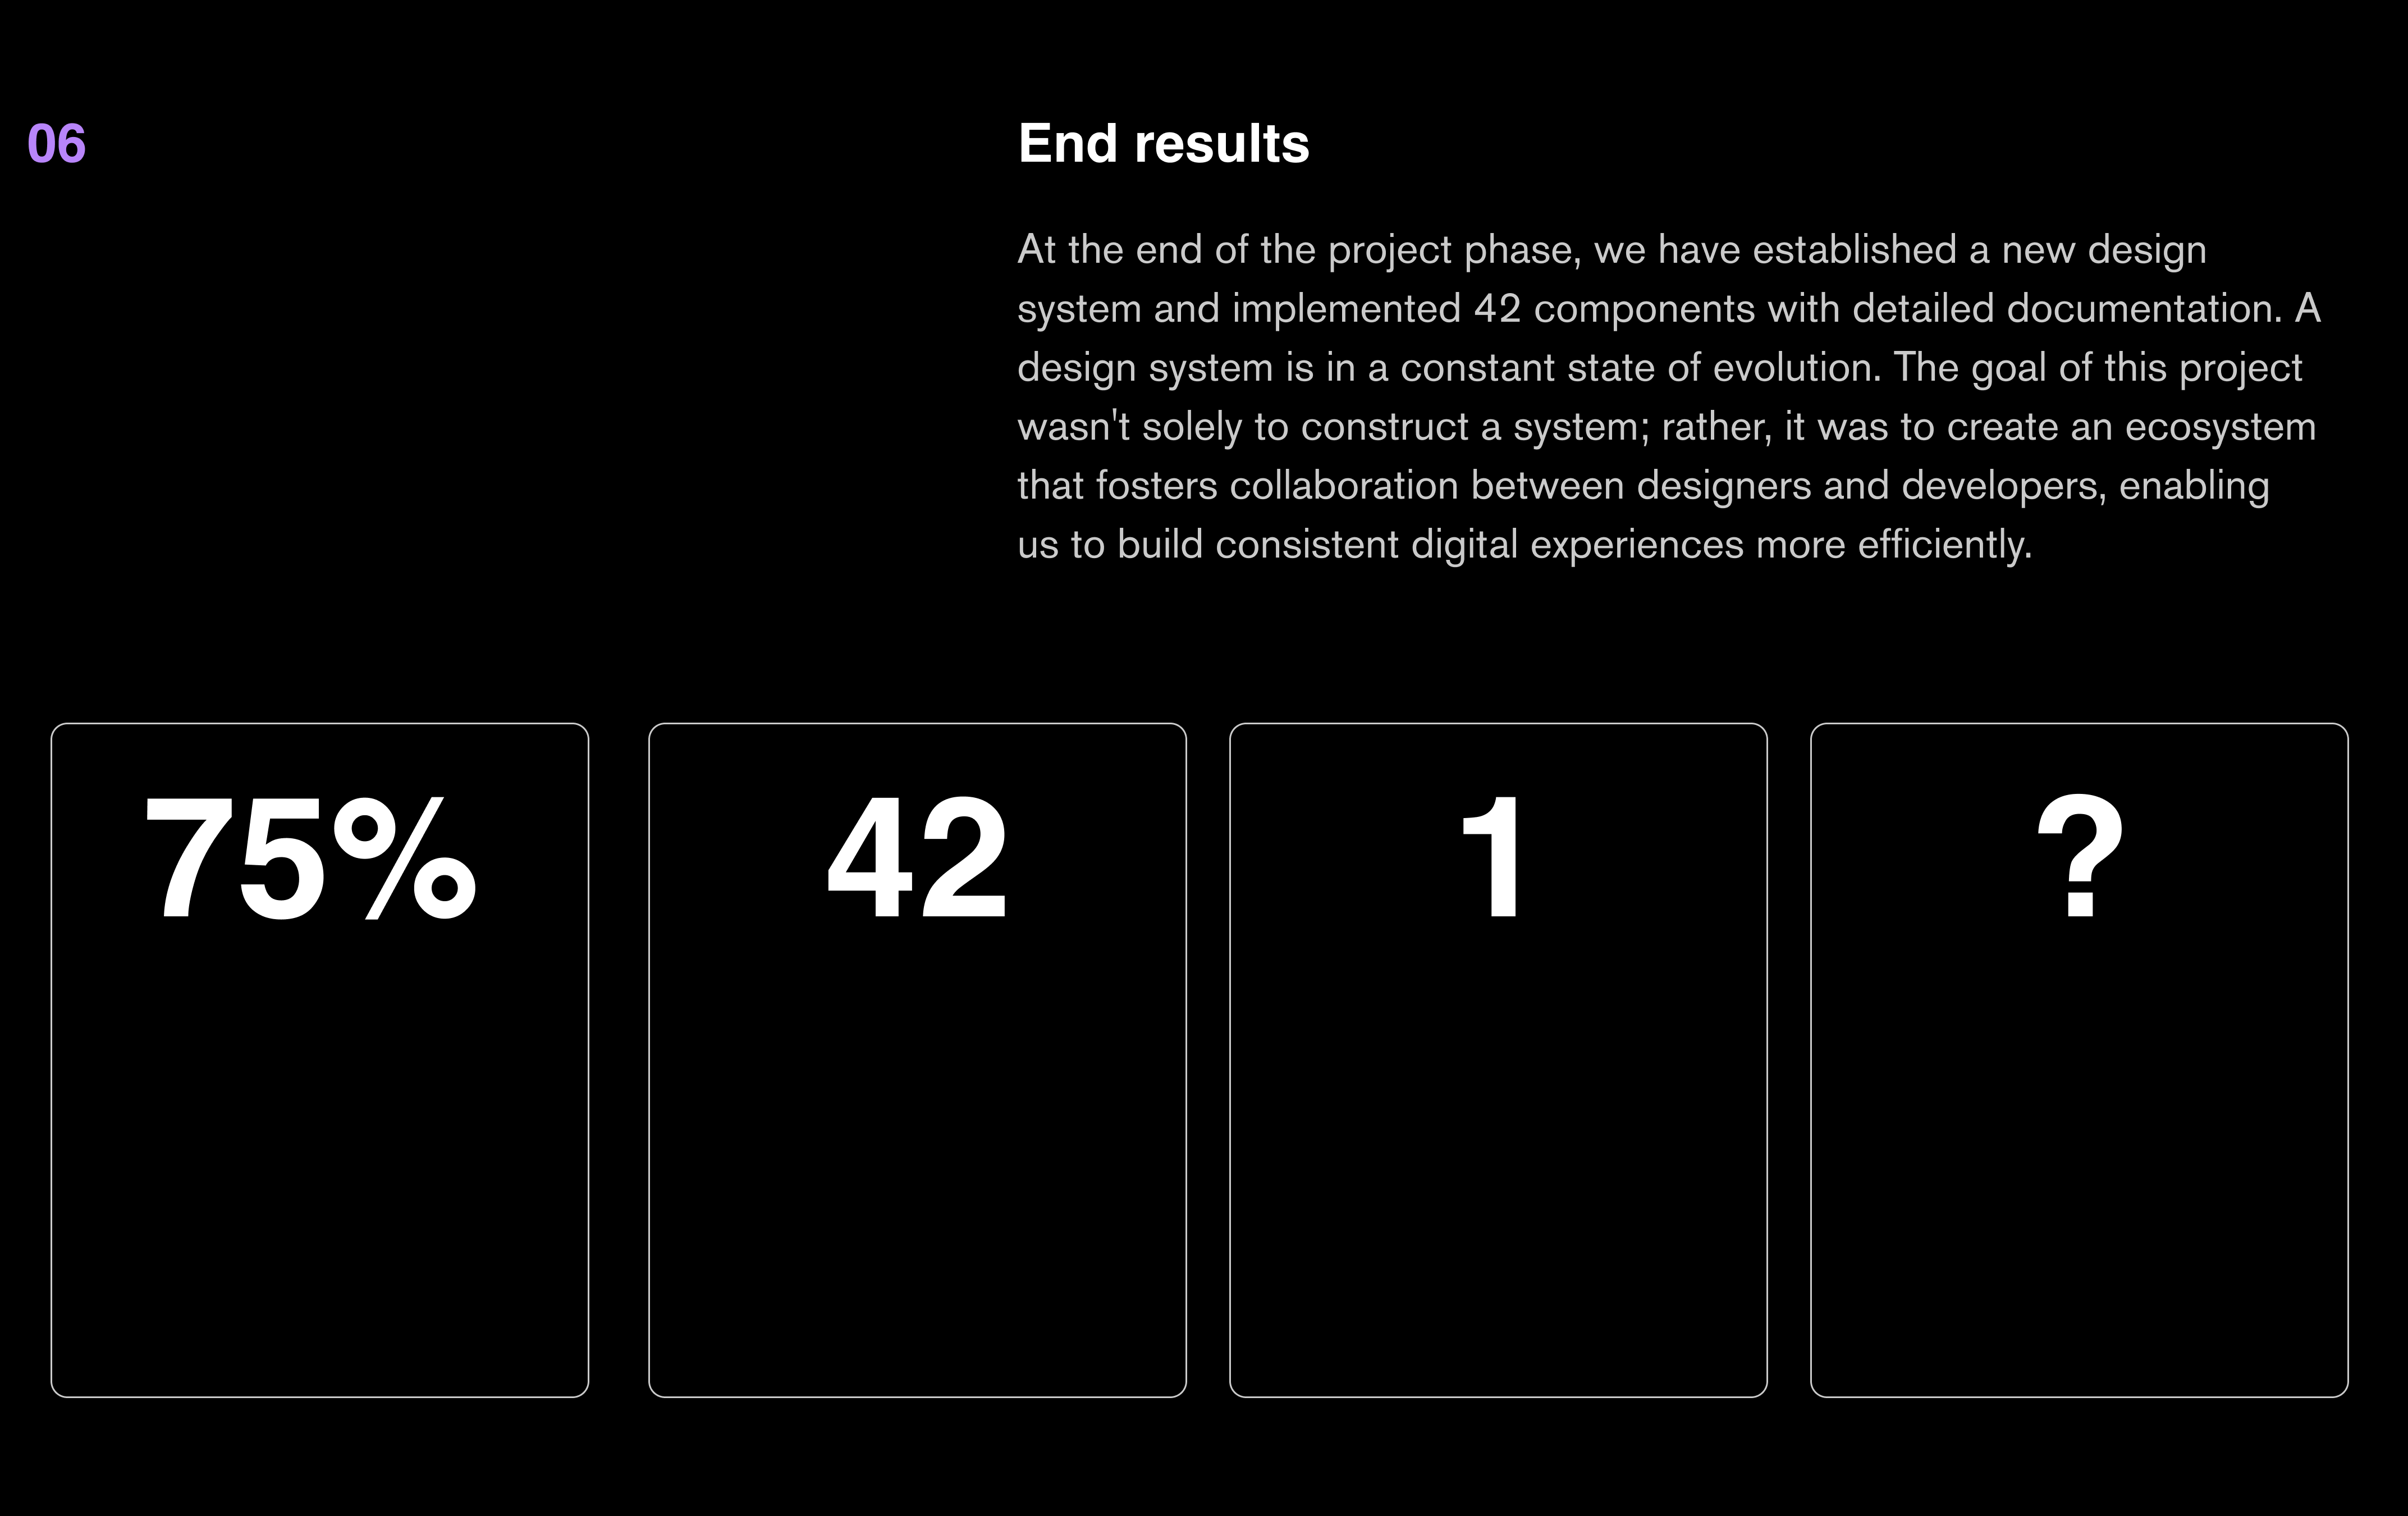 06
End results
At the end of the project phase, we have established a new design
system and implemented 42 components with detailed documentation. A
design system is in a constant state of evolution. The goal of this project
wasn't solely to construct a system; rather, it was to create an ecosystem
that fosters collaboration between designers and developers, enabling
us to build consistent digital experiences more efficiently.
75%
42
1
?